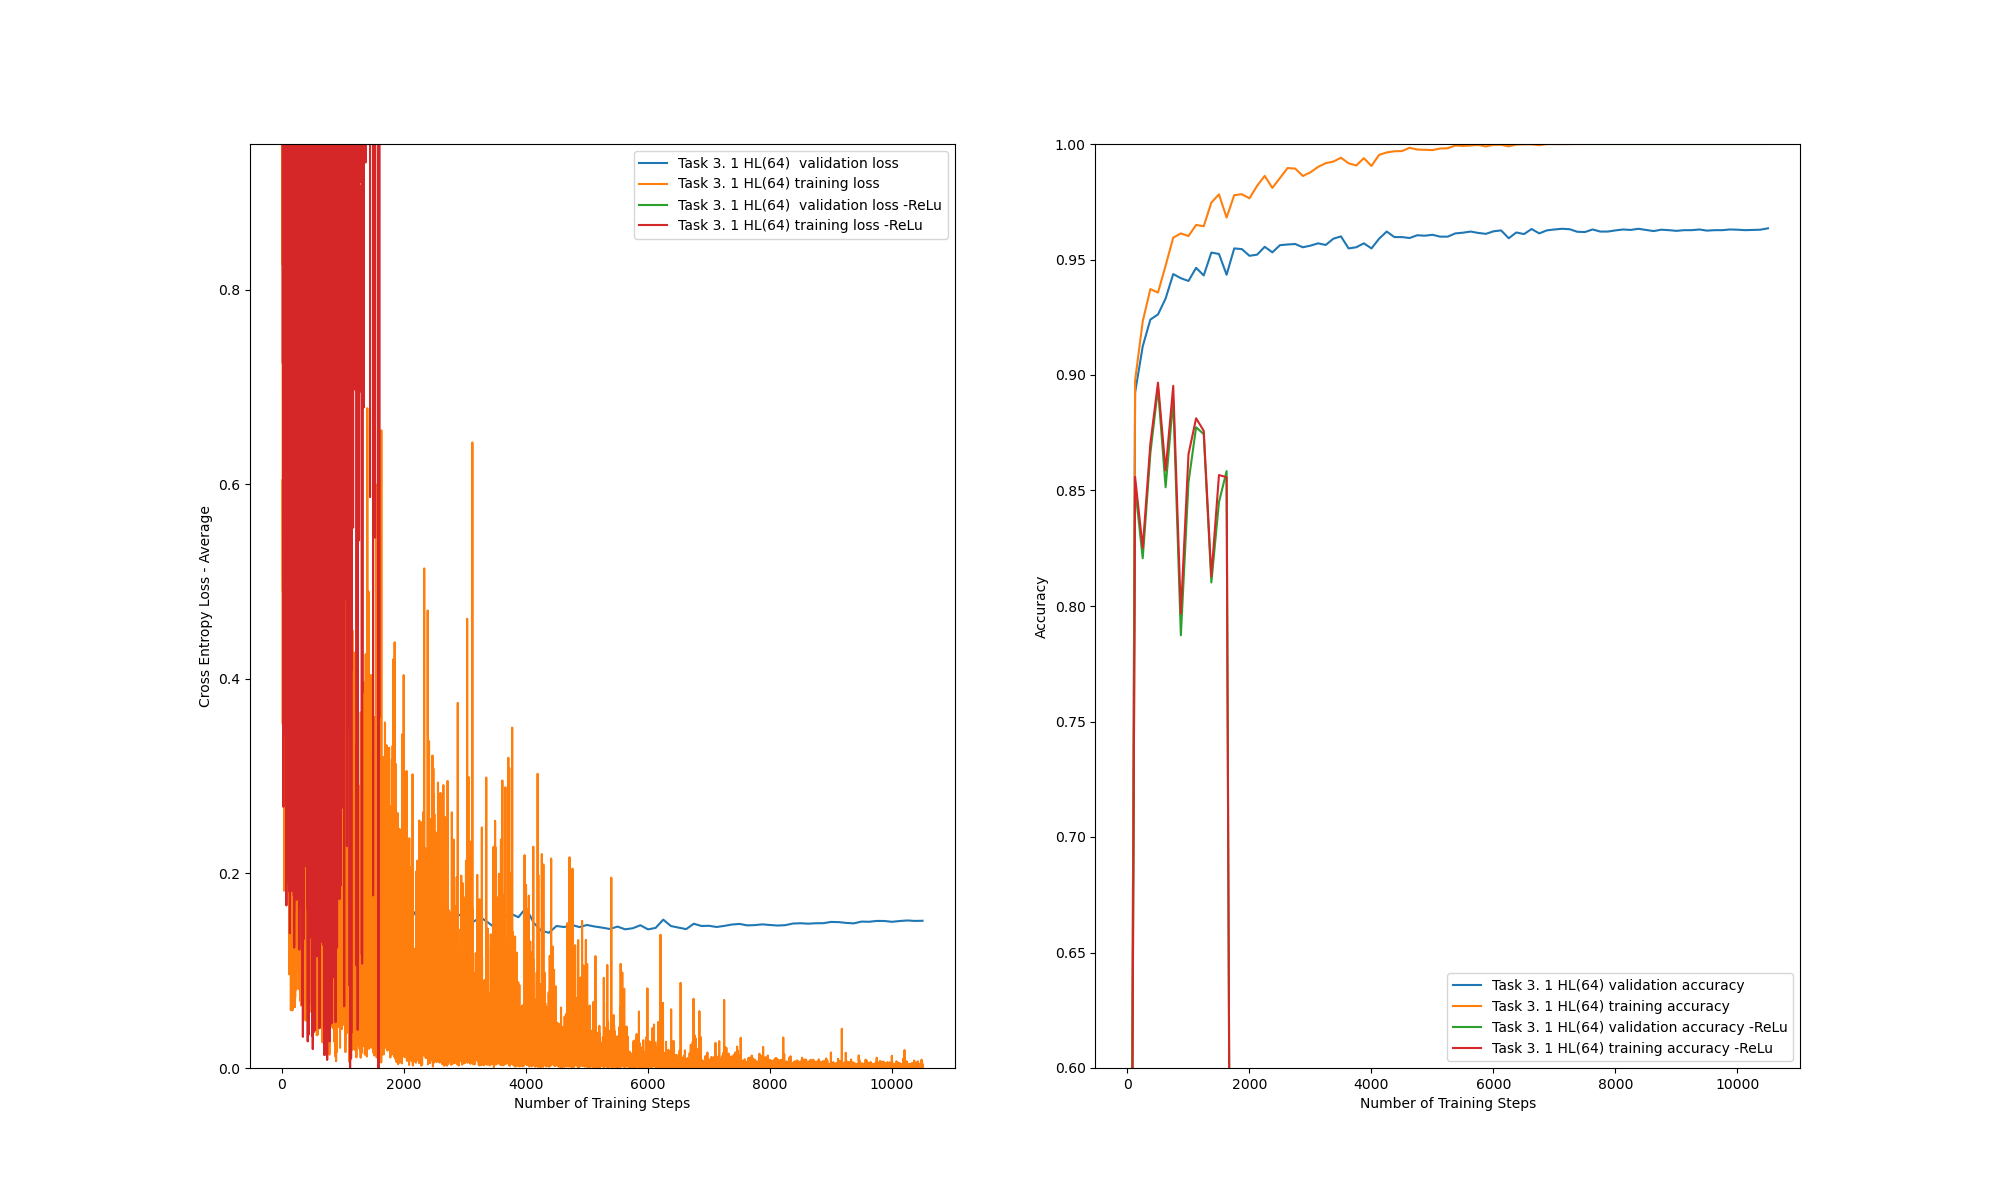 Task 3. 1 HL(64)  validation loss
Task 3. 1 HL(64) training loss
Task 3. 1 HL(64)  validation loss -ReLu
Task 3. 1 HL(64) training loss -ReLu
0.8
0.6
0.4
0.2
0.0
Cross Entropy Loss - Average
0 2000 4000 6000 8000 10000
Number of Training Steps
1.00
0.95
0.90
0.85
0.80
0.75
0.70
0.65
0.60
Accuracy
Task 3. 1 HL(64) validation accuracy
Task 3. 1 HL(64) training accuracy
Task 3. 1 HL(64) validation accuracy -ReLu
Task 3. 1 HL(64) training accuracy -ReLu
0 2000 4000 6000 8000 10000
Number of Training Steps